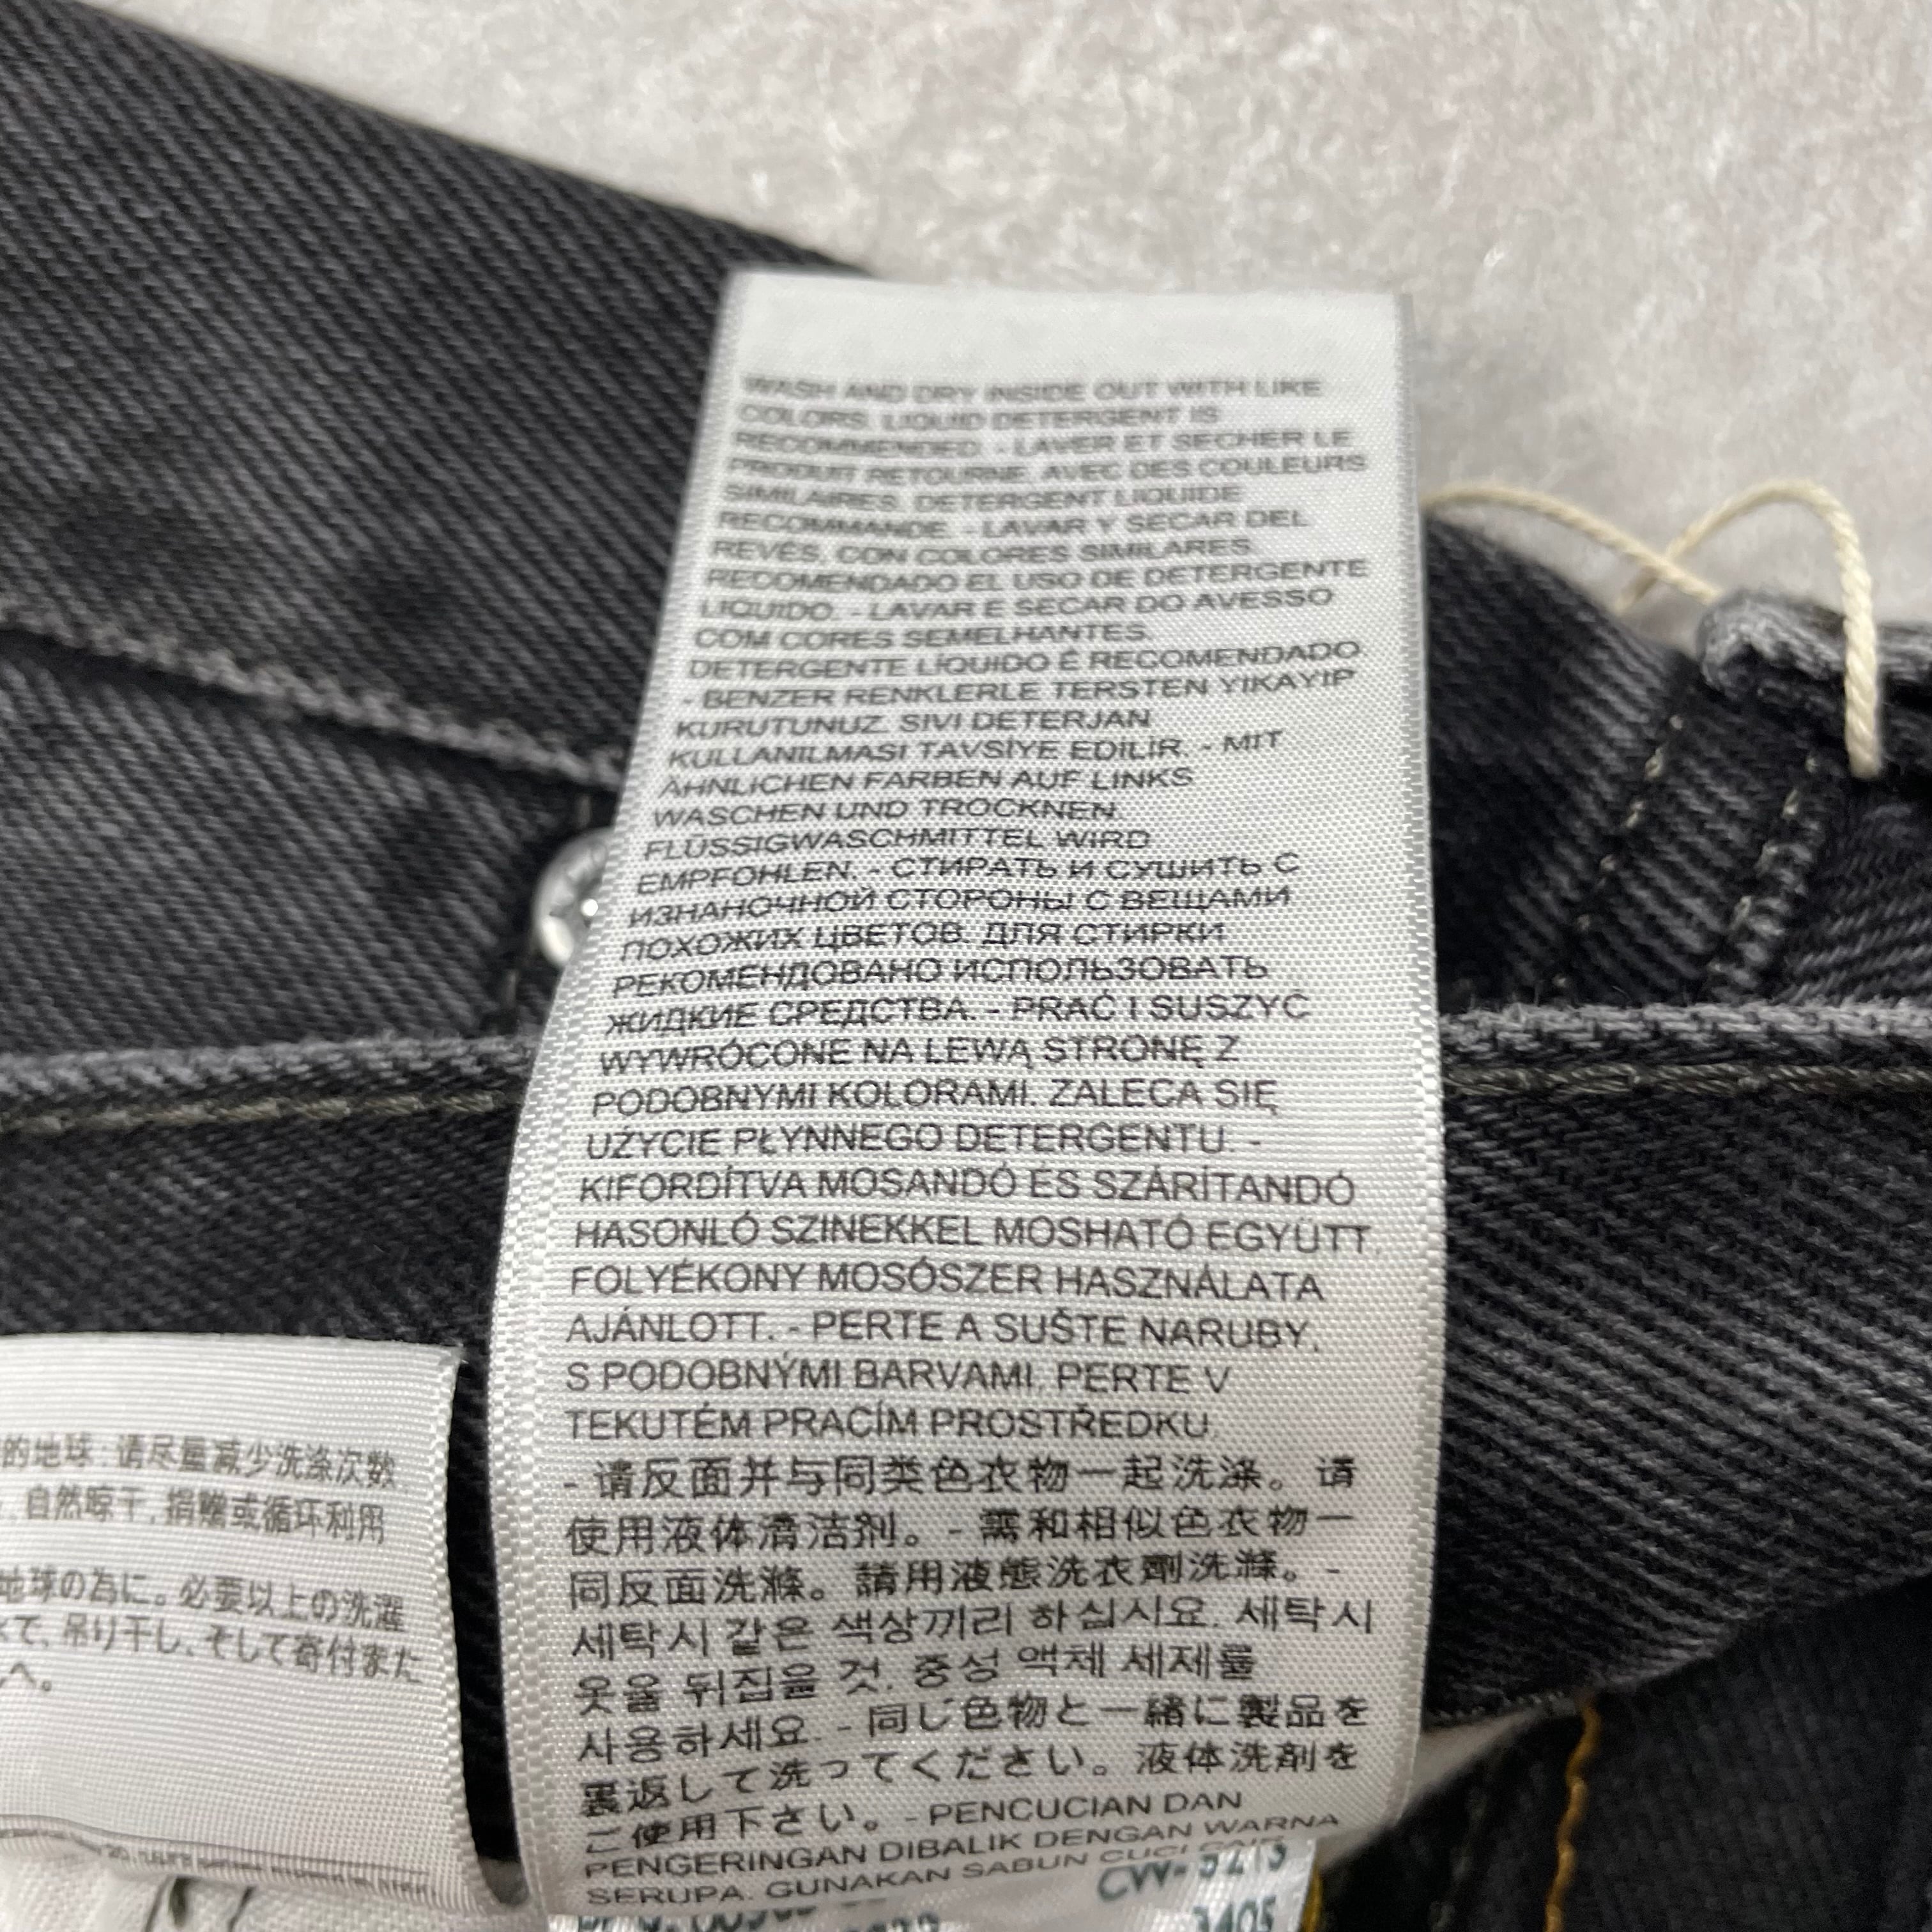 WASH AND DRY INSIDE OUT WITH LIKE
COLORS. LIQUID DETERGENT IS
RECOMMENDED. - LAVER ET SECHER LE
PRODUIT RETOURNE, AVEC DES COULEURS
SIMILAIRES. DETERGENT LIQUIDE
RECOMMANDE. - LAVAR Y SECAR DEL
REVÉS, CON COLORES SIMILARES.
RECOMENDADO EL USO DE DETERGENTE
LIQUIDO. - LAVAR E SECAR DO AVESSO
COM CORES SEMELHANTES.
DETERGENTE LÍQUIDO É RECOMENDADO
- BENZER RENKLERLE TERSTEN YIKAYIP
KURUTUNUZ. SIVI DETERJAN
KULLANILMASI TAVSİYE EDİLİR. - MIT
ÄHNLICHEN FARBEN AUF LINKS
WASCHEN UND TROCKNEN.
FLÜSSIGWASCHMITTEL WIRD
EMPFOHLEN. - СТИРАТЬ И СУШИТЬ С
ИЗНАНОЧНОЙ СТОРОНЫ С ВЕЩАМИ
ПОХОЖИХ ЦВЕТОВ. ДЛЯ СТИРКИ
РЕКОМЕНДОВАНО ИСПОЛЬЗОВАТЬ
ЖИДКИЕ СРЕДСТВА. - PRAĆ I SUSZYĆ
WYWRÓCONE NA LEWĄ STRONĘ Z
PODOBNYMI KOLORAMI. ZALECA SIĘ
UŻYCIE PŁYNNEGO DETERGENTU. -
KIFORDÍTVA MOSANDÓ ÉS SZÁRÍTANDÓ
HASONLÓ SZINEKKEL MOSHATÓ EGYÜTT.
FOLYÉKONY MOSÓSZER HASZNÁLATA
AJÁNLOTT. - PERTE A SUŠTE NARUBY,
S PODOBNÝMI BARVAMI, PERTE V
TEKUTÉM PRACÍM PROSTŘEDKU.
- 请反面并与同类色衣物一起洗涤。请
使用液体清洁剂。- 需和相似色衣物一
同反面洗滌。請用液態洗衣劑洗滌。-
세탁시 같은 색상끼리 하십시요. 세탁시
옷을 뒤집을 것. 중성 액체 세제를
사용하세요. - 同じ色物と一緒に製品を
裏返して洗ってください。液体洗剤を
ご使用下さい。- PENCUCIAN DAN
PENGERINGAN DIBALIK DENGAN WARNA
SERUPA. GUNAKAN SABUN CUCI
CW- 5213
3405
的地球:请尽量减少洗涤次数
自然晾干,捐赠或循环利用
地球の為に。必要以上の洗濯
て、吊り干し、そして寄付また
へ。